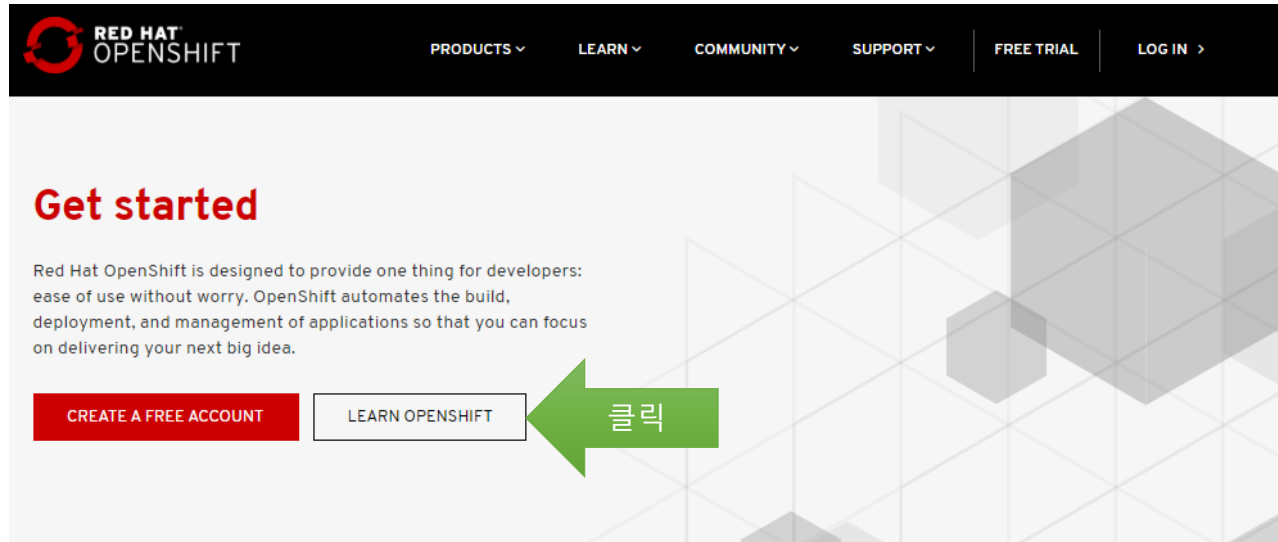 RED HAT
OPENSHIFT
PRODUCTS LEARN COMMUNITY SUPPORT FREE TRIAL LOG IN >
Get started
Red Hat OpenShift is designed to provide one thing for developers:
ease of use without worry. OpenShift automates the build,
deployment, and management of applications so that you can focus
on delivering your next big idea.
CREATE A FREE ACCOUNT LEARN OPENSHIFT 클릭